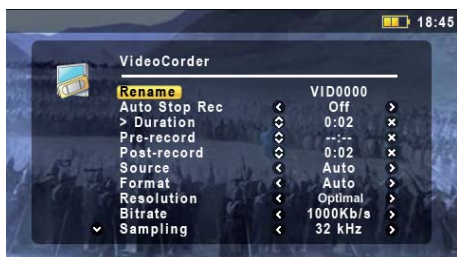 18:45
VideoCorder
Rename VID0000
Auto Stop Rec Off
> Duration 0:02
Pre-record --:--
Post-record 0:02
Source Auto
Format Auto
Resolution Optimal
Bitrate 1000Kb/s
Sampling 32 kHz